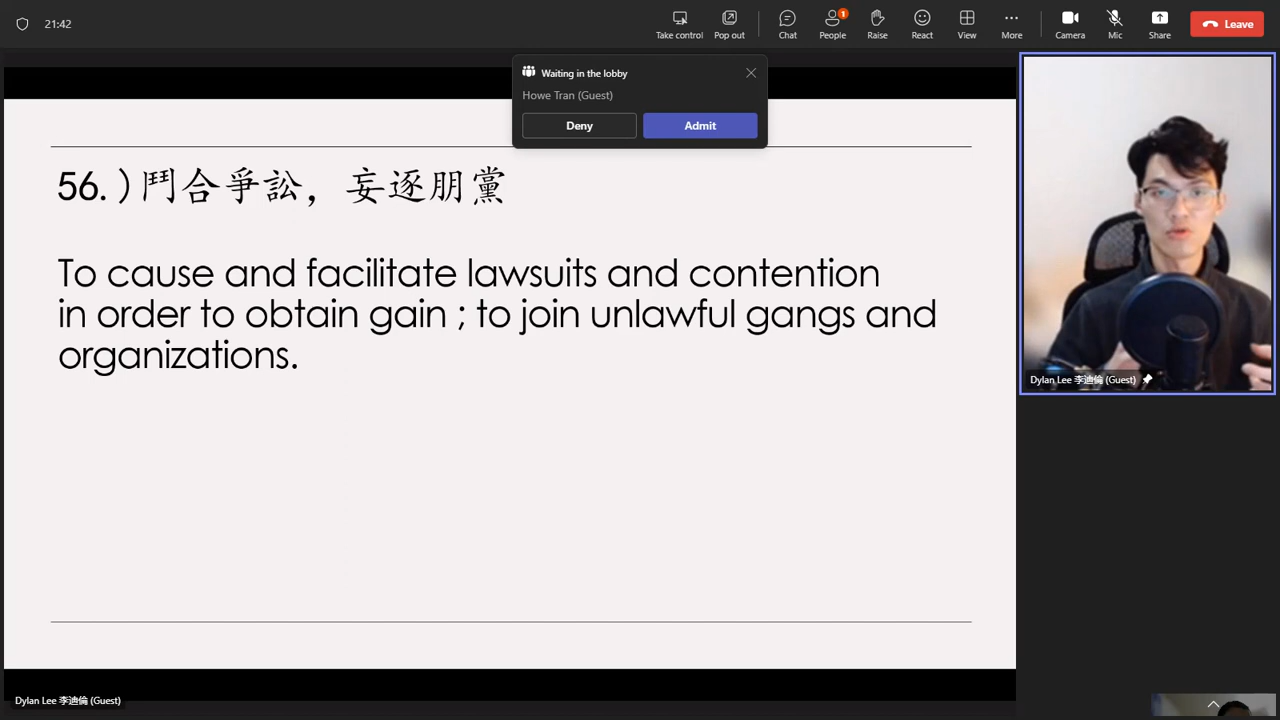 21:42
Take control
Pop out
Chat
1
People
Raise
React
View
More
Camera
Mic
Share
Leave
Waiting in the lobby
Howe Tran (Guest)
Deny
Admit
56. ) 鬥合爭訟，妄逐朋黨
To cause and facilitate lawsuits and contention
in order to obtain gain ; to join unlawful gangs and
organizations.
Dylan Lee 李迪倫 (Guest)
Dylan Lee 李迪倫 (Guest)